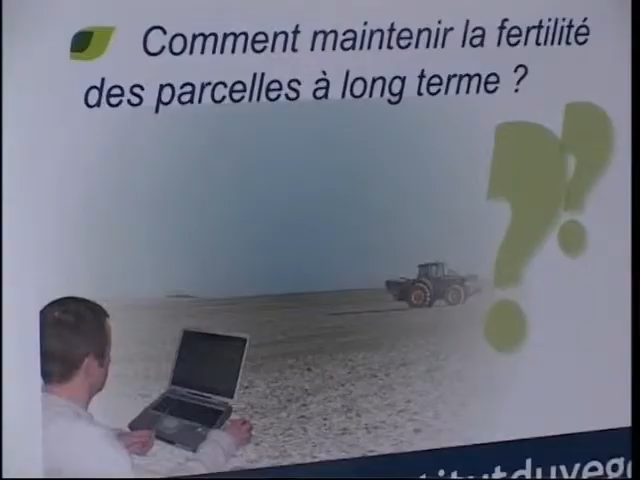 Comment maintenir la fertilité
des parcelles à long terme ?